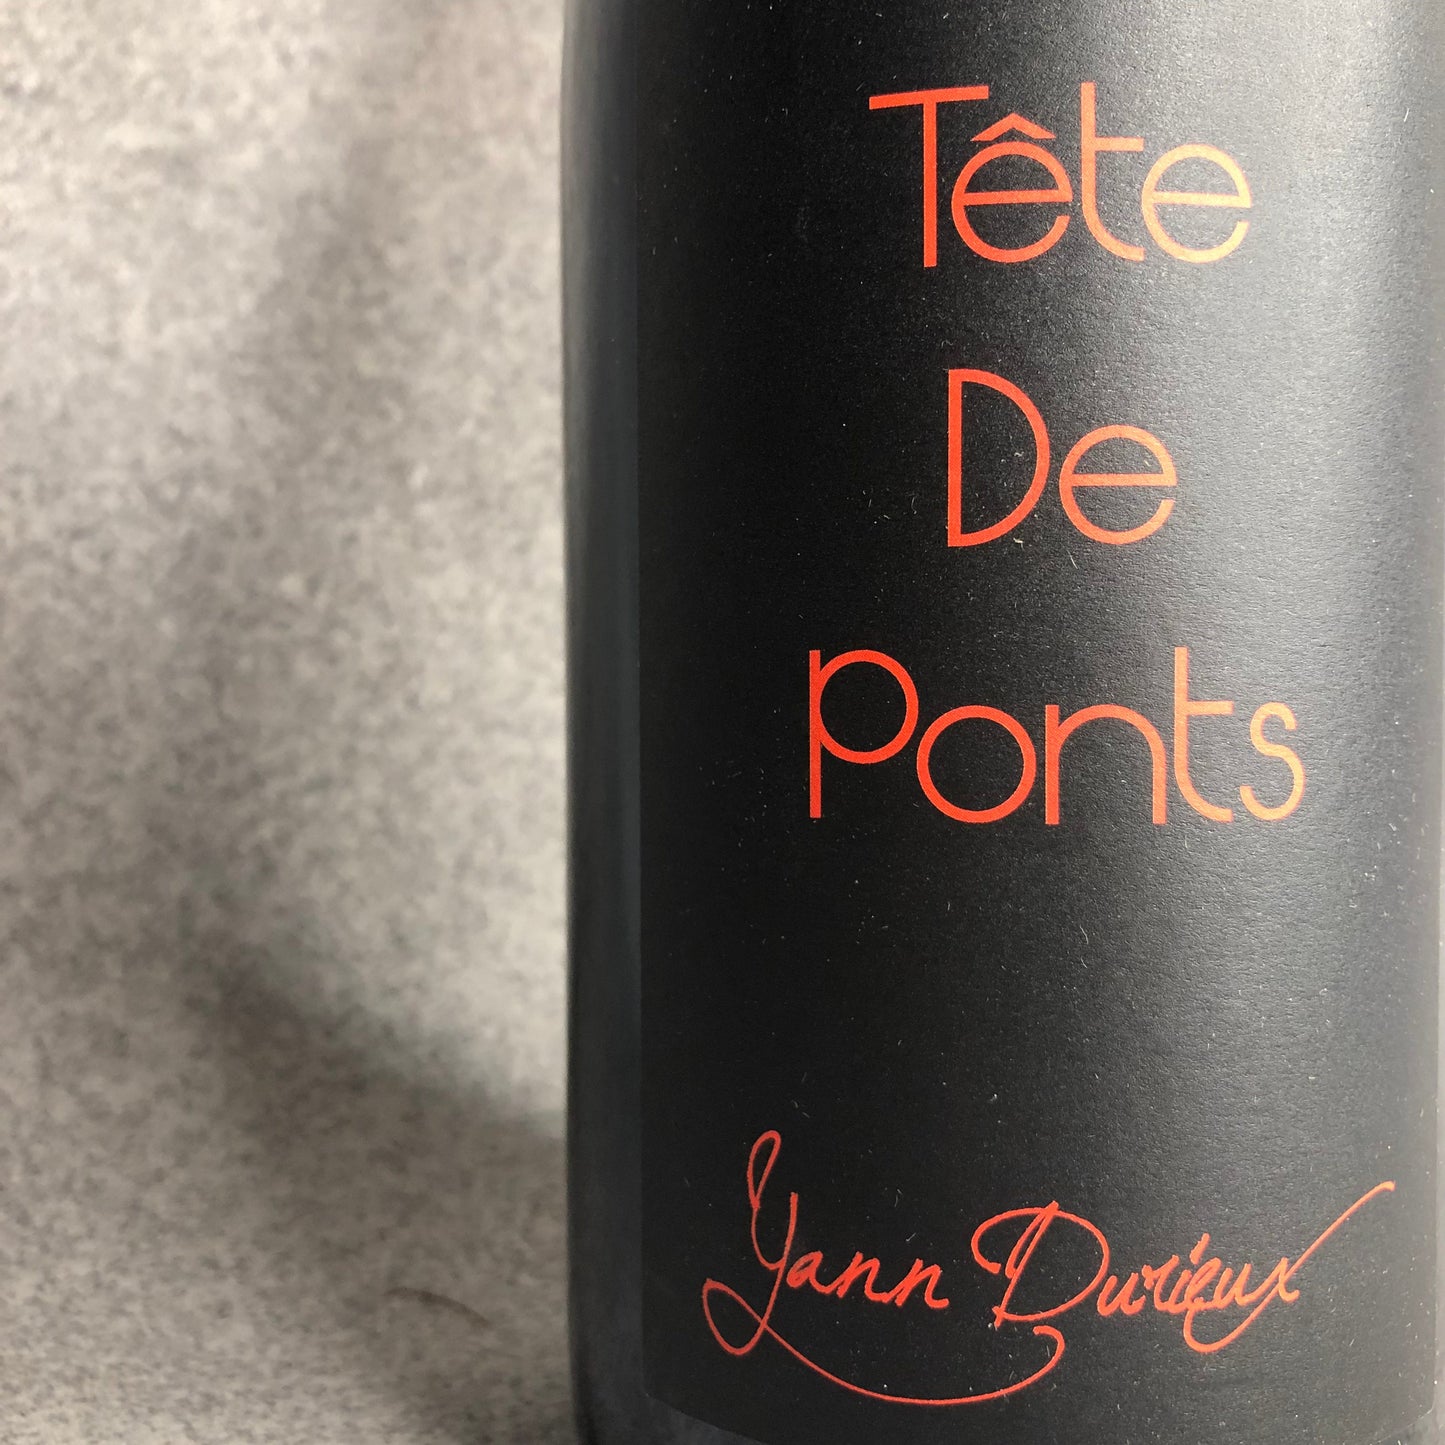 Tête
De
Ponts
Yann Durieux